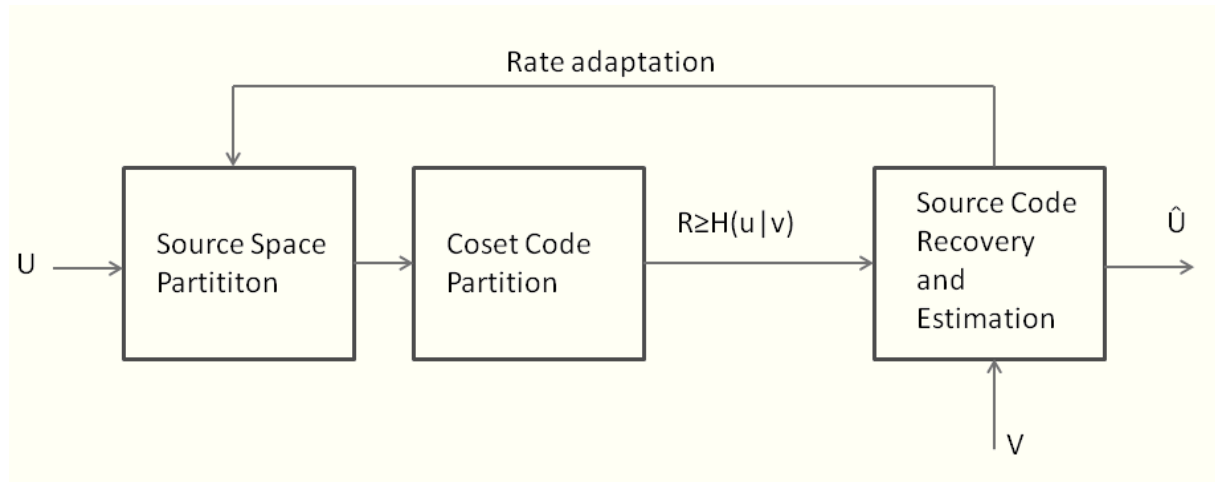 Rate adaptation
U
Source Space
Partititon
Coset Code
Partition
R≥H(u|v)
Source Code
Recovery
and
Estimation
Û
V